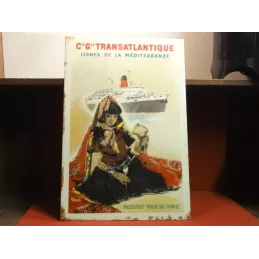 Cie Gle TRANSATLANTIQUE
LIGNES DE LA MÉDITERRANÉE
PAQUEBOT "VILLE DE TUNIS"